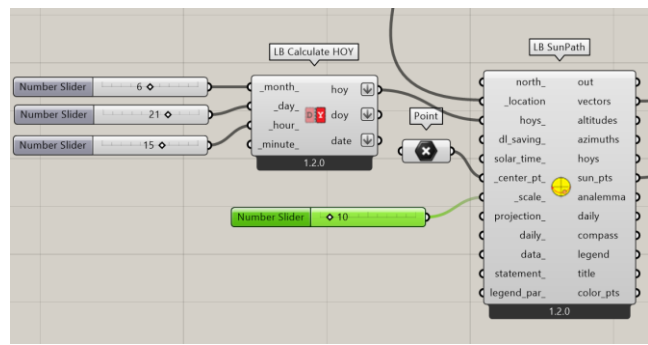 LB Calculate HOY
LB SunPath
Number Slider 6
Number Slider 21
Number Slider 15
_month_ hoy
_day_ doy
_hour_ date
_minute_
1.2.0
D Y
Point
Number Slider 10
north_ out
_location vectors
hoys_ altitudes
dl_saving_ azimuths
solar_time_ hoys
_center_pt_ sun_pts
_scale_ analemma
projection_ daily
daily_ compass
data_ legend
statement_ title
legend_par_ color_pts
1.2.0